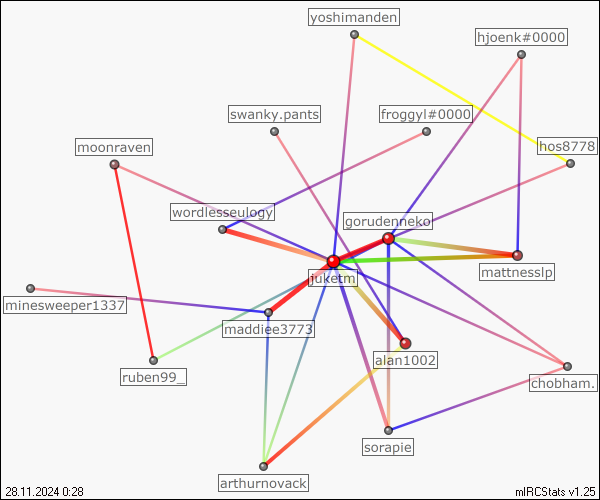 yoshimanden
hjoenk#0000
swanky.pants
froggyl#0000
moonraven
hos8778
wordlesseulogy
gorudenneko
juketm
mattnesslp
minesweeper1337
maddiee3773
alan1002
ruben99_
chobham.
sorapie
arthurnovack
28.11.2024 0:28
mIRCStats v1.25